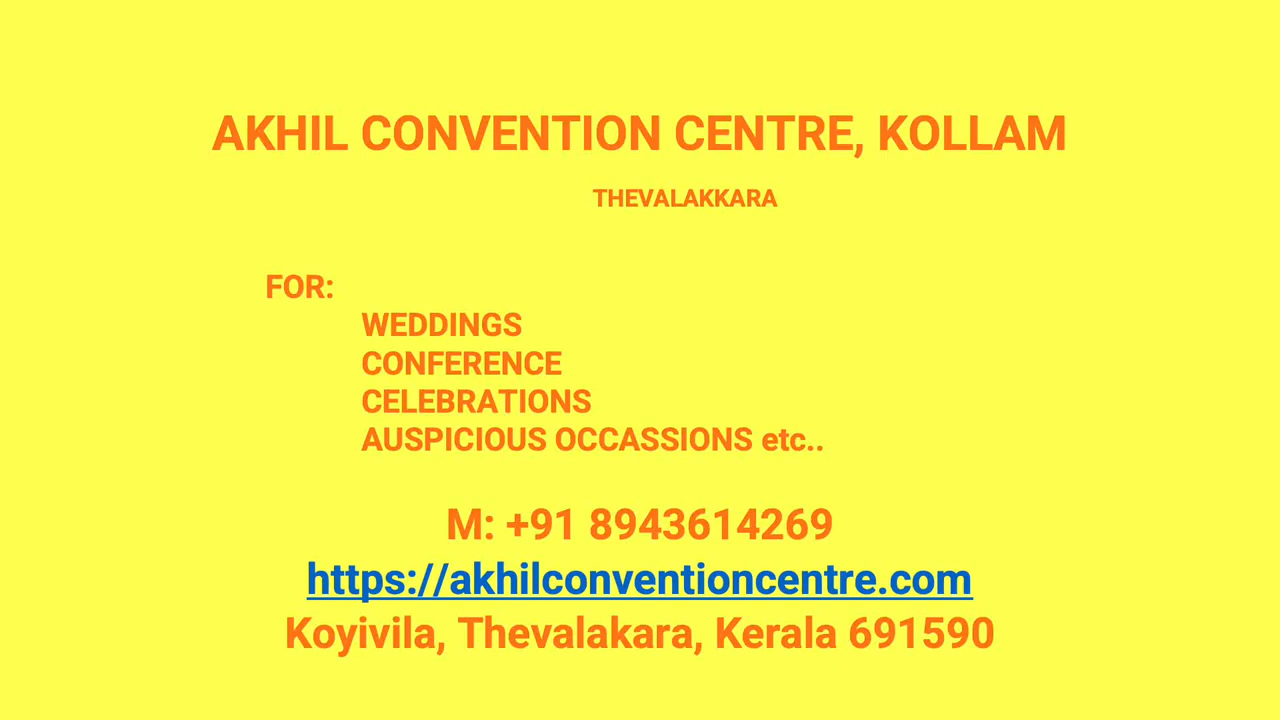 AKHIL CONVENTION CENTRE, KOLLAM
THEVALAKKARA
FOR:
WEDDINGS
CONFERENCE
CELEBRATIONS
AUSPICIOUS OCCASSIONS etc..
M: +91 8943614269
https://akhilconventioncentre.com
Koyivila, Thevalakara, Kerala 691590